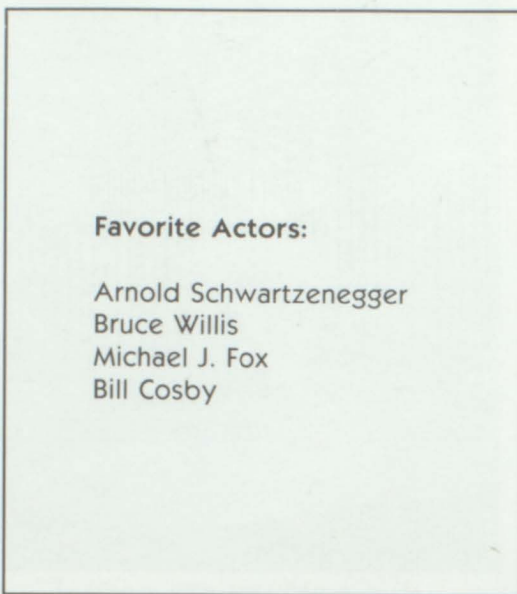 Favorite Actors:
Arnold Schwartzenegger
Bruce Willis
Michael J. Fox
Bill Cosby